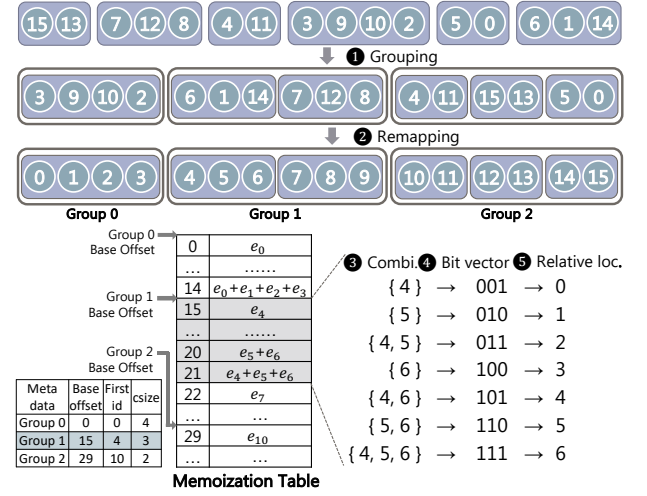 15 13 7 12 8 4 11 3 9 10 2 5 0 6 1 14
❶ Grouping
3 9 10 2 6 1 14 7 12 8 4 11 15 13 5 0
❷ Remapping
0 1 2 3 4 5 6 7 8 9 10 11 12 13 14 15
Group 0 Group 1 Group 2
Group 0
Base Offset
Group 1
Base Offset
Group 2
Base Offset
0 e₀
... ......
14 e₀+e₁+e₂+e₃
15 e₄
... ......
20 e₅+e₆
21 e₄+e₅+e₆
22 e₇
... ...
29 e₁₀
... ...
Memoization Table
Meta data Base offset First id csize
Group 0 0 0 4
Group 1 15 4 3
Group 2 29 10 2
❸ Combi. ❹ Bit vector ❺ Relative loc.
{ 4 } → 001 → 0
{ 5 } → 010 → 1
{ 4, 5 } → 011 → 2
{ 6 } → 100 → 3
{ 4, 6 } → 101 → 4
{ 5, 6 } → 110 → 5
{ 4, 5, 6 } → 111 → 6